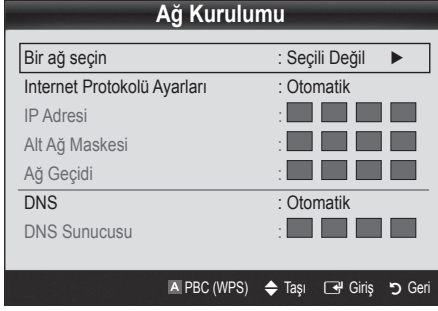 Ağ Kurulumu
Bir ağ seçin : Seçili Değil ►
Internet Protokolü Ayarları : Otomatik
IP Adresi :
Alt Ağ Maskesi :
Ağ Geçidi :
DNS : Otomatik
DNS Sunucusu :
A PBC (WPS) Taşı Giriş Geri